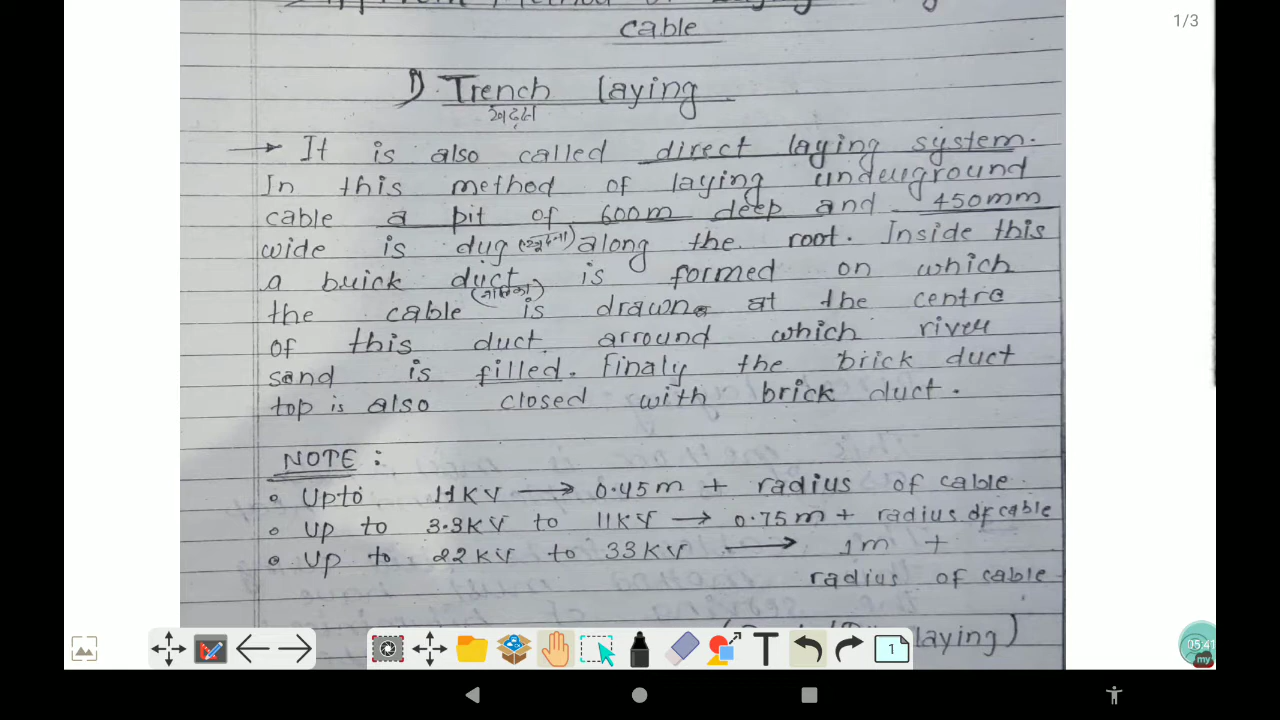 1/3
cable
1) Trench laying
→ It is also called direct laying system.
In this method of laying underground
cable a pit of 600m deep and 450mm
wide is dug along the root. Inside this
a brick duct is formed on which
the cable is drawn at the centre
of this duct arround which river
sand is filled. Finaly the brick duct
top is also closed with brick duct.
NOTE :
• Upto 11KV → 0.45m + radius of cable
• Up to 3.3KV to 11KV → 0.75m + radius of cable
• Up to 22KV to 33KV → 1m +
radius of cable
laying)
1
05:41
my